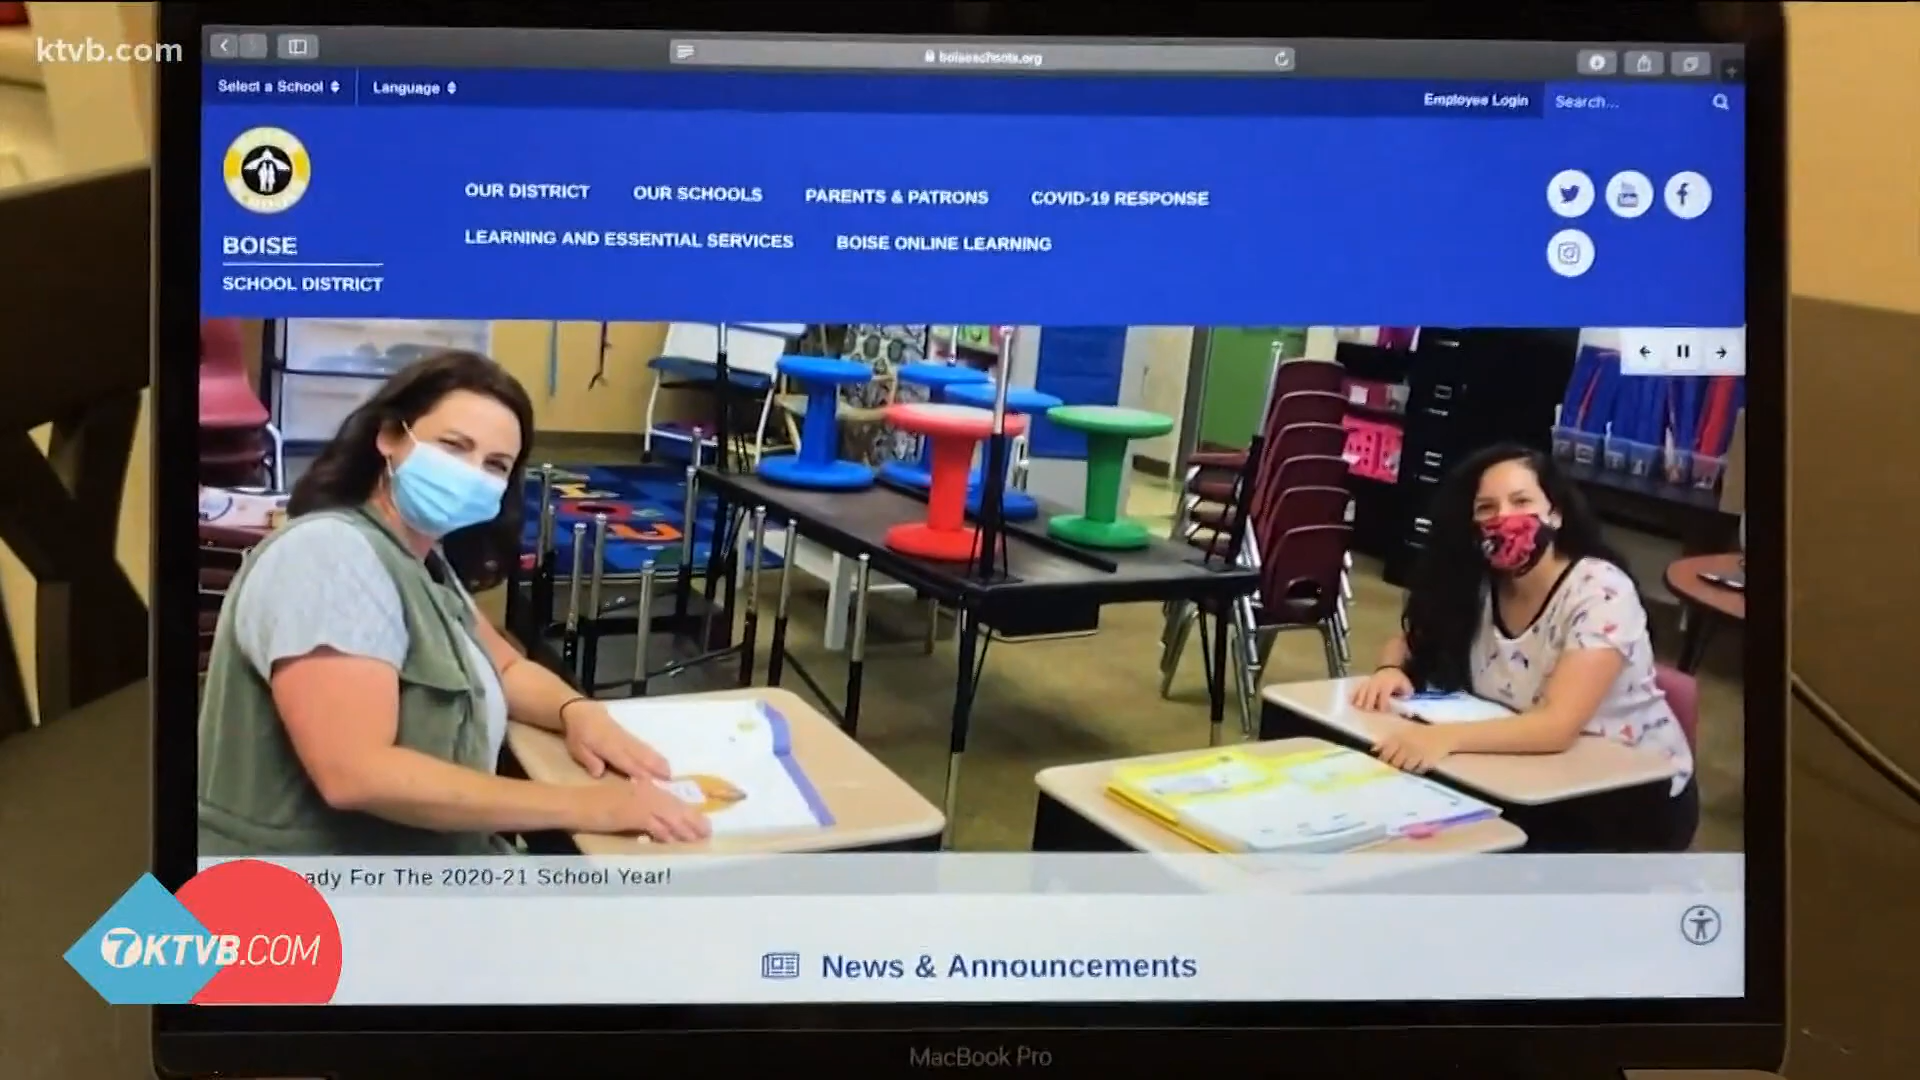 ktvb.com
boiseschools.org
Select a School
Language
Employee Login
Search...
OUR DISTRICT
OUR SCHOOLS
PARENTS & PATRONS
COVID-19 RESPONSE
LEARNING AND ESSENTIAL SERVICES
BOISE ONLINE LEARNING
BOISE
SCHOOL DISTRICT
ady For The 2020-21 School Year!
7KTVB.COM
News & Announcements
MacBook Pro